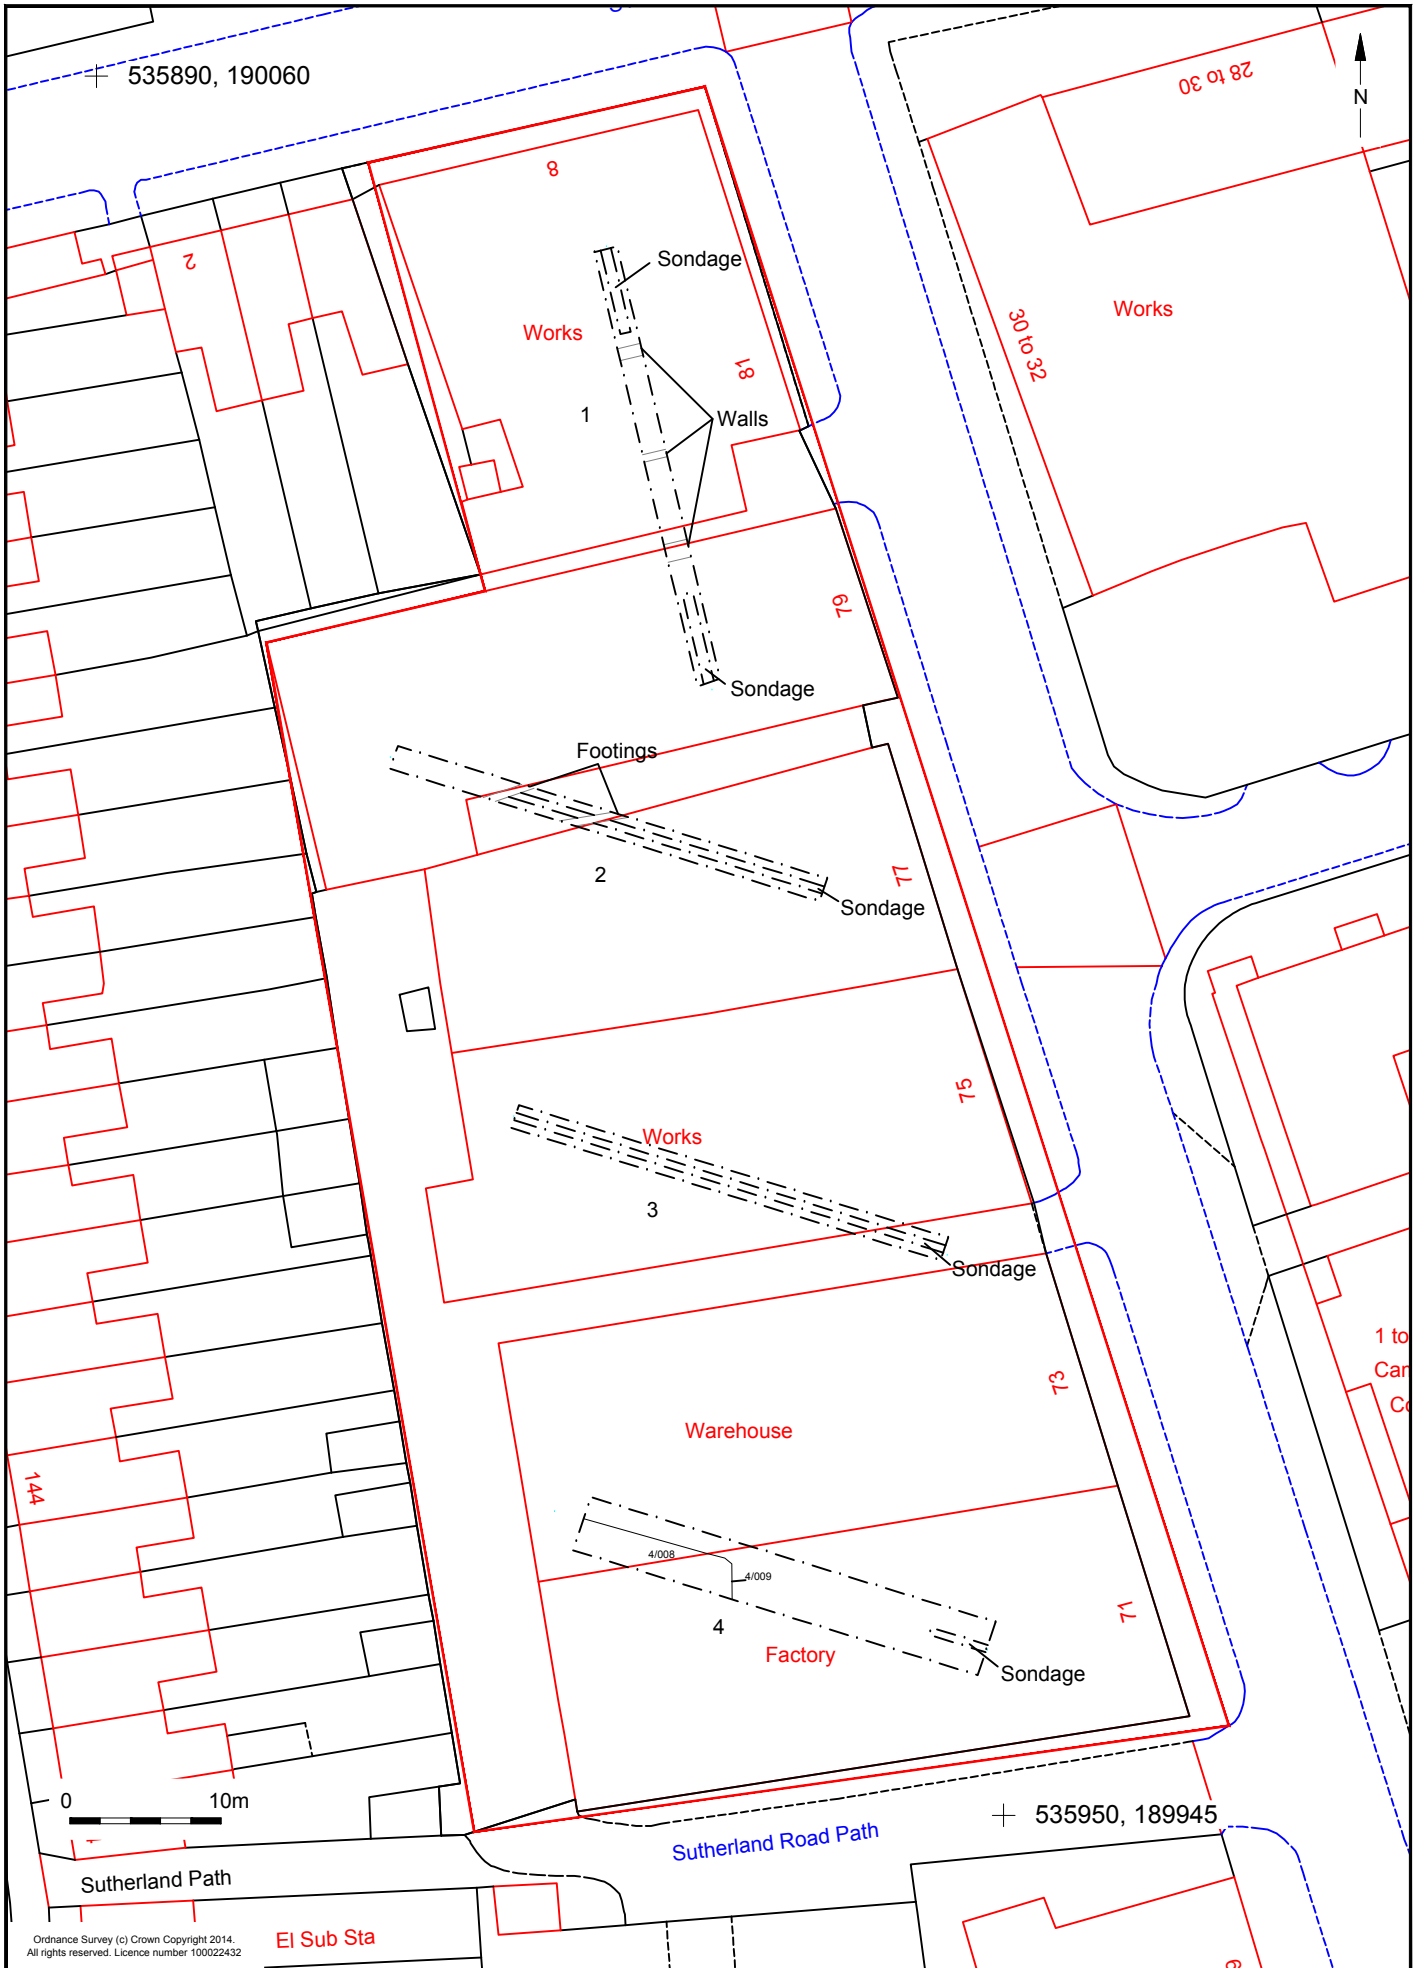 535890, 190060
28 to 30
N
8
2
Sondage
Works
Works
30 to 32
81
1
Walls
79
Sondage
Footings
77
2
Sondage
75
Works
3
Sondage
1 to
73
Warehouse
144
4/008
4/009
71
4
Factory
Sondage
0 10m
535950, 189945
Sutherland Road Path
Sutherland Path
El Sub Sta
Ordnance Survey (c) Crown Copyright 2014.
All rights reserved. Licence number 100022432